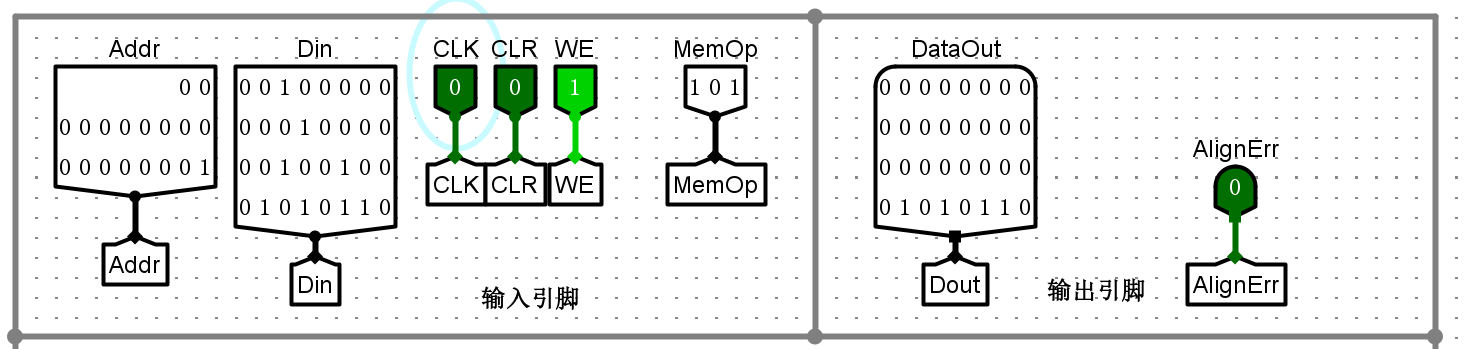 Addr
0 0
0 0 0 0 0 0 0 0
0 0 0 0 0 0 0 1
Addr
Din
0 0 1 0 0 0 0 0
0 0 0 1 0 0 0 0
0 0 1 0 0 1 0 0
0 1 0 1 0 1 1 0
Din
CLK CLR WE
0 0 1
CLK CLR WE
MemOp
1 0 1
MemOp
输入引脚
DataOut
0 0 0 0 0 0 0 0
0 0 0 0 0 0 0 0
0 0 0 0 0 0 0 0
0 1 0 1 0 1 1 0
Dout
AlignErr
0
AlignErr
输出引脚